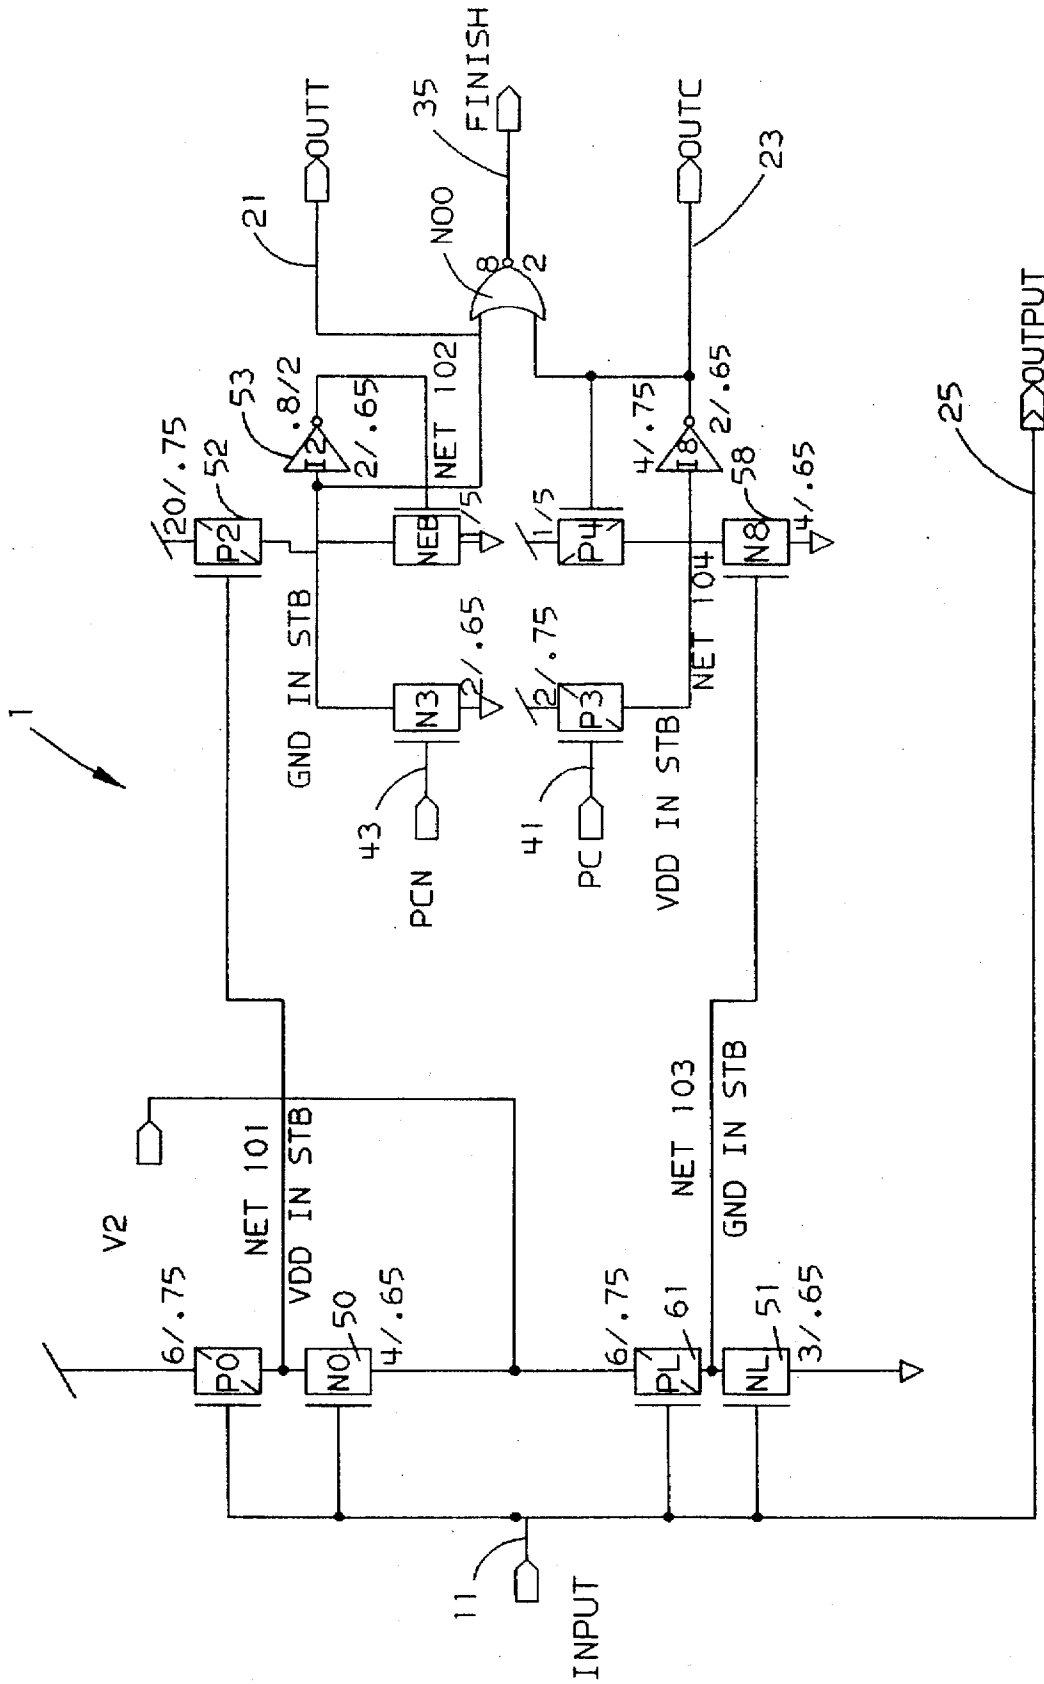 1
V2
6/.75
P0
NET 101
VDD IN STB
N0
50
4/.65
6/.75
PL
61
NET 103
GND IN STB
NL
51
3/.65
11
INPUT
20/.75
P2
52
GND IN STB
53
I2
.8/2
2/.65
NET 102
NEB
1/5
43
PCN
N3
2/.65
41
PC
P3
2/.75
VDD IN STB
1/5
P4
NET 104
4/.75
I8
2/.65
N8
58
4/.65
21
OUTT
N00
8
2
35
FINISH
OUTC
23
25
OUTPUT